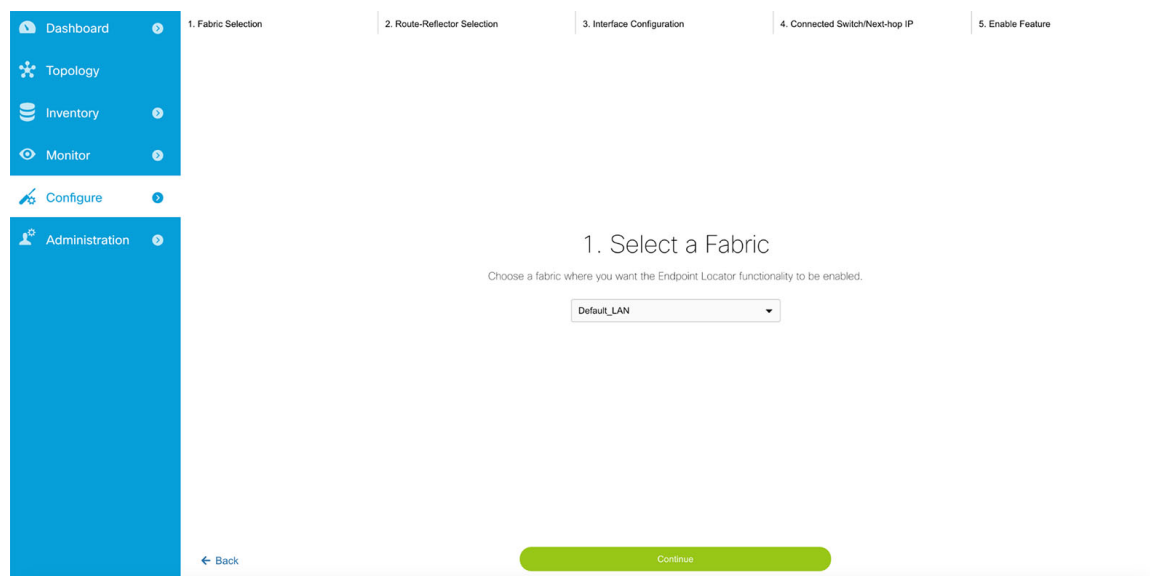 Dashboard
Topology
Inventory
Monitor
Configure
Administration
1. Fabric Selection
2. Route-Reflector Selection
3. Interface Configuration
4. Connected Switch/Next-hop IP
5. Enable Feature
1. Select a Fabric
Choose a fabric where you want the Endpoint Locator functionality to be enabled.
Default_LAN
Back
Continue